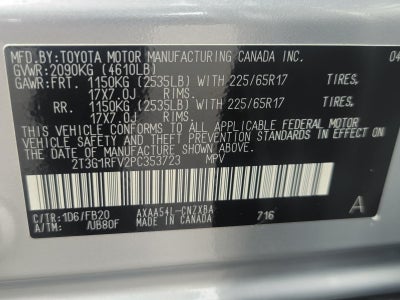 MFD.BY: TOYOTA MOTOR MANUFACTURING CANADA INC. 04
GVWR: 2090KG (4610LB)
GAWR: FRT. 1150KG (2535LB) WITH 225/65R17 TIRES,
17X7.0J RIMS.
RR. 1150KG (2535LB) WITH 225/65R17 TIRES,
17X7.0J RIMS.
THIS VEHICLE CONFORMS TO ALL APPLICABLE FEDERAL MOTOR
VEHICLE SAFETY STANDARDS IN EFFECT ON THE
DATE OF MANUFACTURE SHOWN ABOVE.
2T3G1RFV2PC353723 MPV
C/TR: 1D6/FB20 AXAA54L-CNZXBA A
A/TM: /UB80F MADE IN CANADA 716